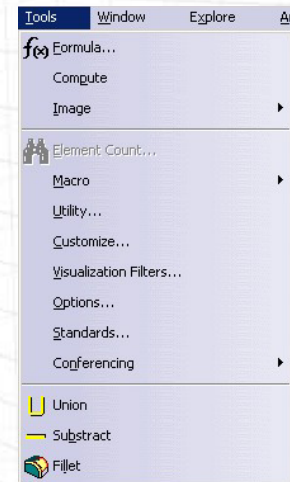 Tools Window Explore
f(x) Formula...
Compute
Image
Element Count...
Macro
Utility...
Customize...
Visualization Filters...
Options...
Standards...
Conferencing
Union
Substract
Fillet